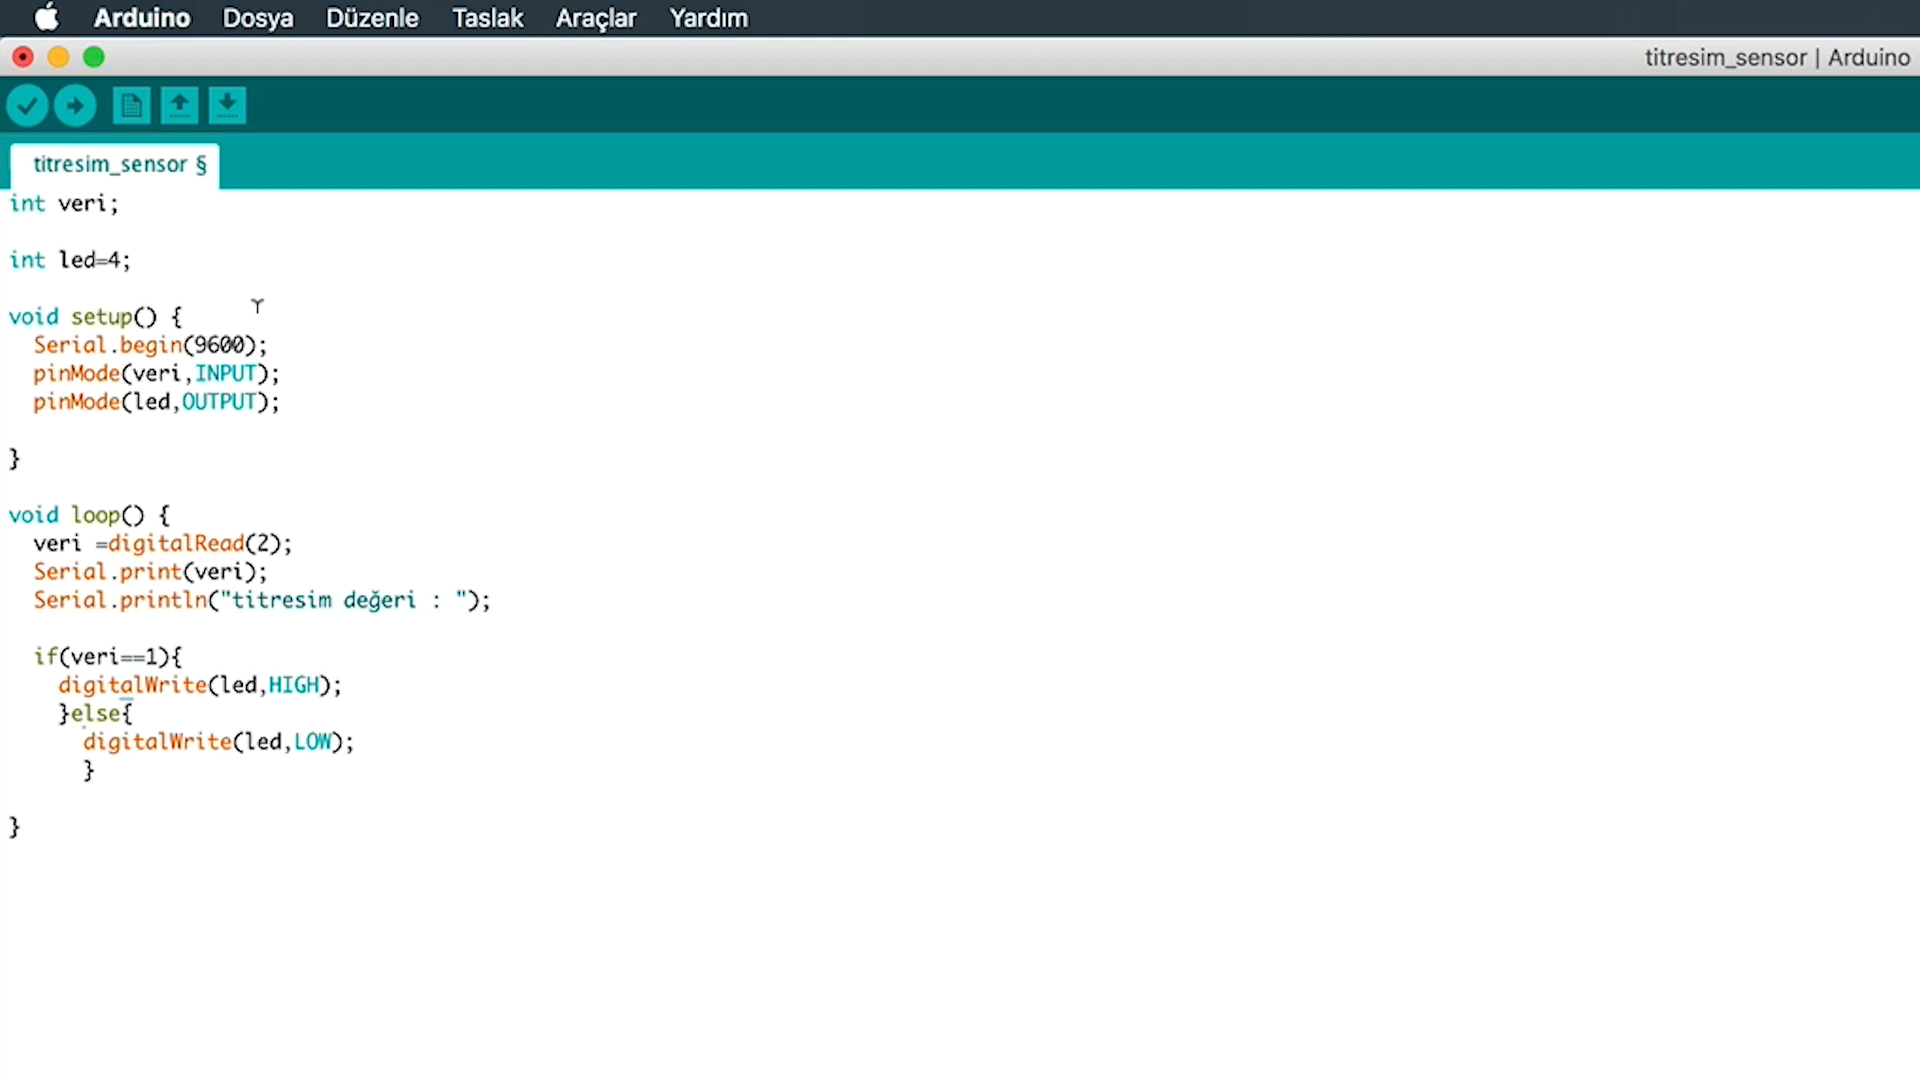 Arduino Dosya Düzenle Taslak Araçlar Yardım
titresim_sensor | Arduino
titresim_sensor §
int veri;
int led=4;
void setup() {
Serial.begin(9600);
pinMode(veri,INPUT);
pinMode(led,OUTPUT);
}
void loop() {
veri =digitalRead(2);
Serial.print(veri);
Serial.println("titresim değeri : ");
if(veri==1){
digitalWrite(led,HIGH);
}else{
digitalWrite(led,LOW);
}
}